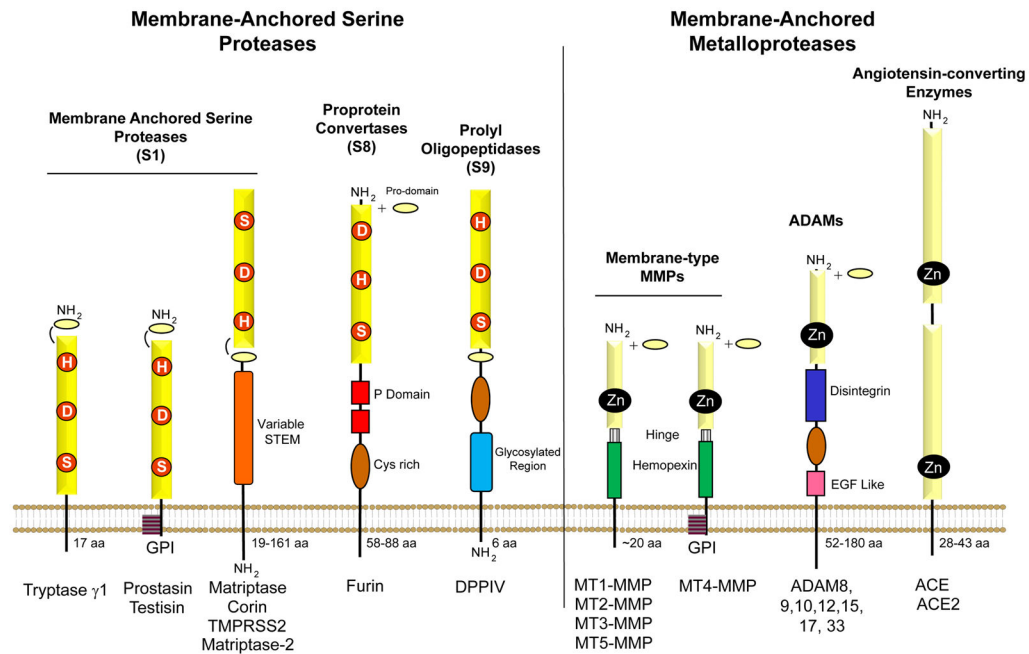 Membrane-Anchored Serine
Proteases
Membrane-Anchored
Metalloproteases
Membrane Anchored Serine
Proteases
(S1)
Proprotein
Convertases
(S8)
Prolyl
Oligopeptidases
(S9)
Membrane-type
MMPs
ADAMs
Angiotensin-converting
Enzymes
NH2
H
D
S
17 aa
Tryptase γ1
NH2
H
D
S
GPI
Prostasin
Testisin
S
D
H
Variable
STEM
19-161 aa
NH2
Matriptase
Corin
TMPRSS2
Matriptase-2
NH2
+
Pro-domain
D
H
S
P Domain
Cys rich
58-88 aa
Furin
H
D
S
Glycosylated
Region
6 aa
NH2
DPPIV
NH2
+
Zn
Hinge
Hemopexin
~20 aa
MT1-MMP
MT2-MMP
MT3-MMP
MT5-MMP
NH2
+
Zn
GPI
MT4-MMP
NH2
+
Zn
Disintegrin
EGF Like
52-180 aa
ADAM8,
9,10,12,15,
17, 33
NH2
Zn
Zn
28-43 aa
ACE
ACE2